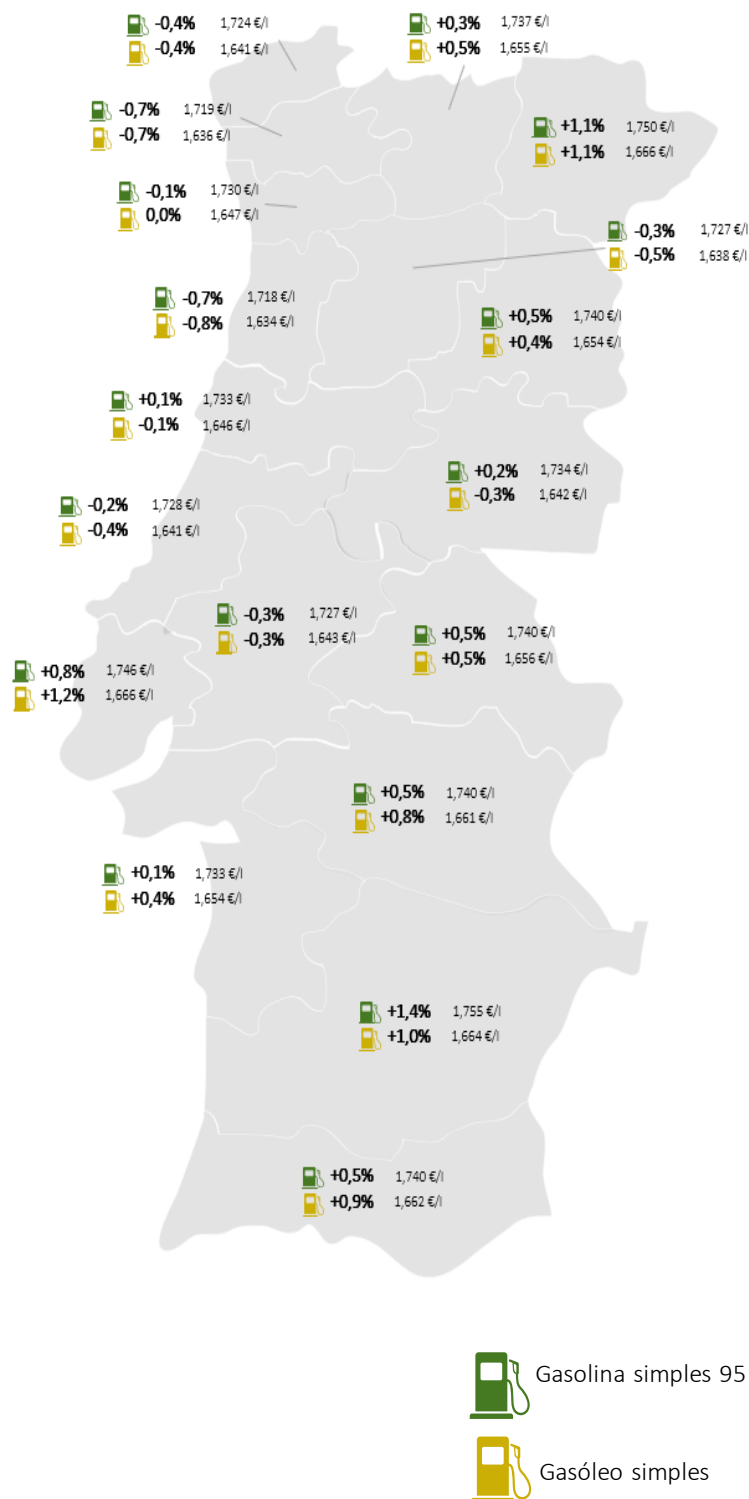 -0,4% 1,724 €/l
-0,4% 1,641 €/l
+0,3% 1,737 €/l
+0,5% 1,655 €/l
-0,7% 1,719 €/l
-0,7% 1,636 €/l
+1,1% 1,750 €/l
+1,1% 1,666 €/l
-0,1% 1,730 €/l
0,0% 1,647 €/l
-0,3% 1,727 €/l
-0,5% 1,638 €/l
-0,7% 1,718 €/l
-0,8% 1,634 €/l
+0,5% 1,740 €/l
+0,4% 1,654 €/l
+0,1% 1,733 €/l
-0,1% 1,646 €/l
+0,2% 1,734 €/l
-0,3% 1,642 €/l
-0,2% 1,728 €/l
-0,4% 1,641 €/l
-0,3% 1,727 €/l
-0,3% 1,643 €/l
+0,5% 1,740 €/l
+0,5% 1,656 €/l
+0,8% 1,746 €/l
+1,2% 1,666 €/l
+0,5% 1,740 €/l
+0,8% 1,661 €/l
+0,1% 1,733 €/l
+0,4% 1,654 €/l
+1,4% 1,755 €/l
+1,0% 1,664 €/l
+0,5% 1,740 €/l
+0,9% 1,662 €/l
Gasolina simples 95
Gasóleo simples